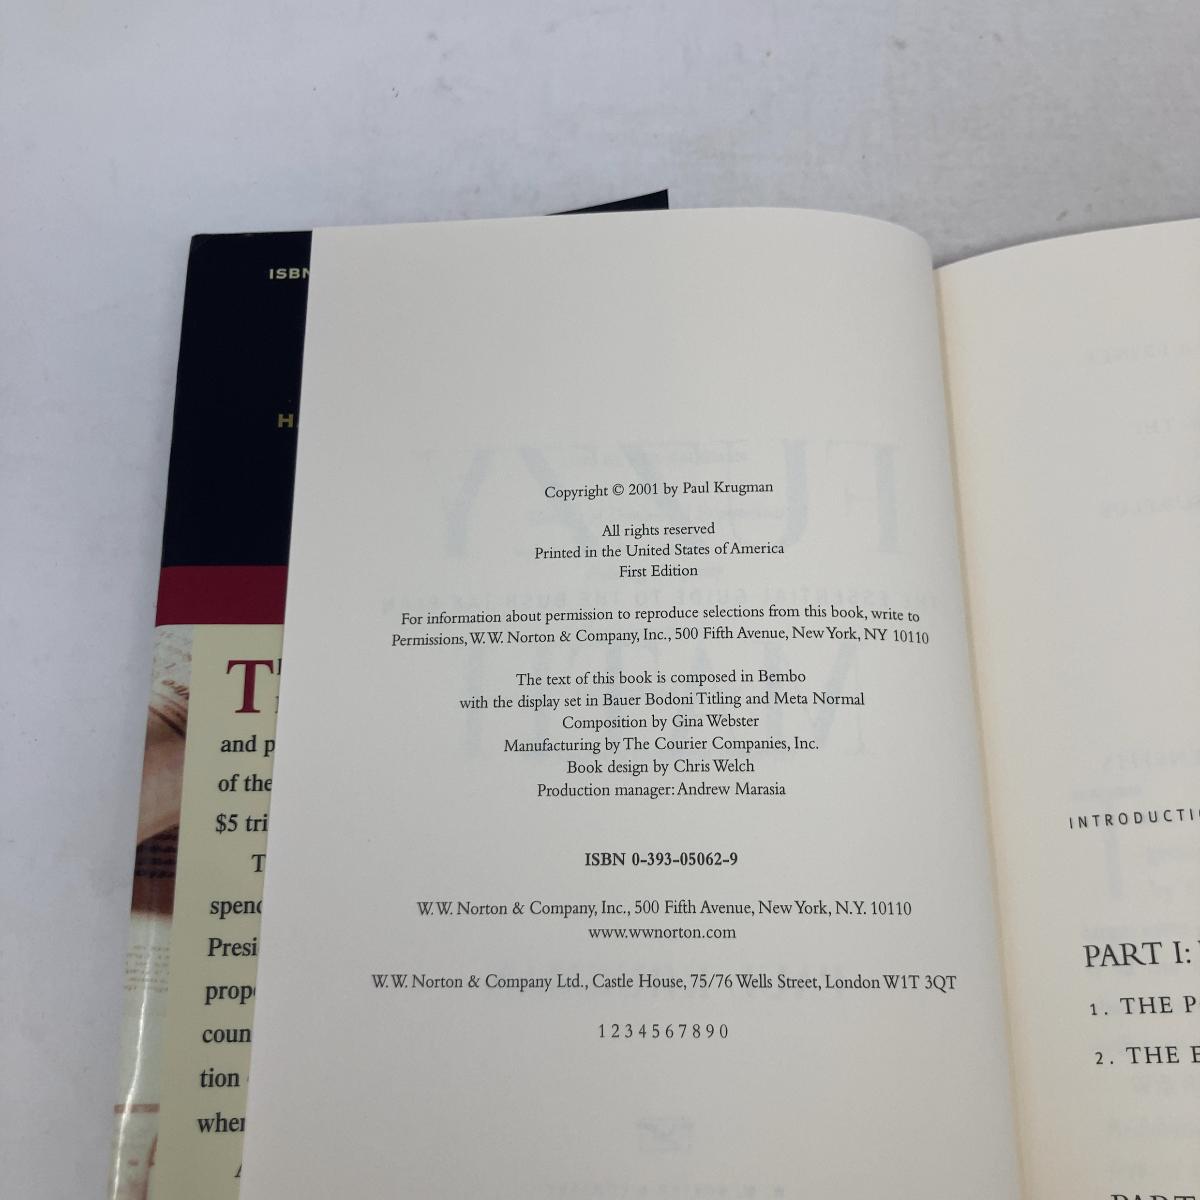 ISBN
H
Copyright © 2001 by Paul Krugman
All rights reserved
Printed in the United States of America
First Edition
For information about permission to reproduce selections from this book, write to
Permissions, W. W. Norton & Company, Inc., 500 Fifth Avenue, New York, NY 10110
The text of this book is composed in Bembo
with the display set in Bauer Bodoni Titling and Meta Normal
Composition by Gina Webster
Manufacturing by The Courier Companies, Inc.
Book design by Chris Welch
Production manager: Andrew Marasia
ISBN 0-393-05062-9
W. W. Norton & Company, Inc., 500 Fifth Avenue, New York, N.Y. 10110
www.wwnorton.com
W. W. Norton & Company Ltd., Castle House, 75/76 Wells Street, London W1T 3QT
1 2 3 4 5 6 7 8 9 0
T
and p
of the
$5 tri
T
spend
Presi
prop
coun
tion
when
A
INTRODUCTI
PART I:
1. THE P
2. THE E
PART